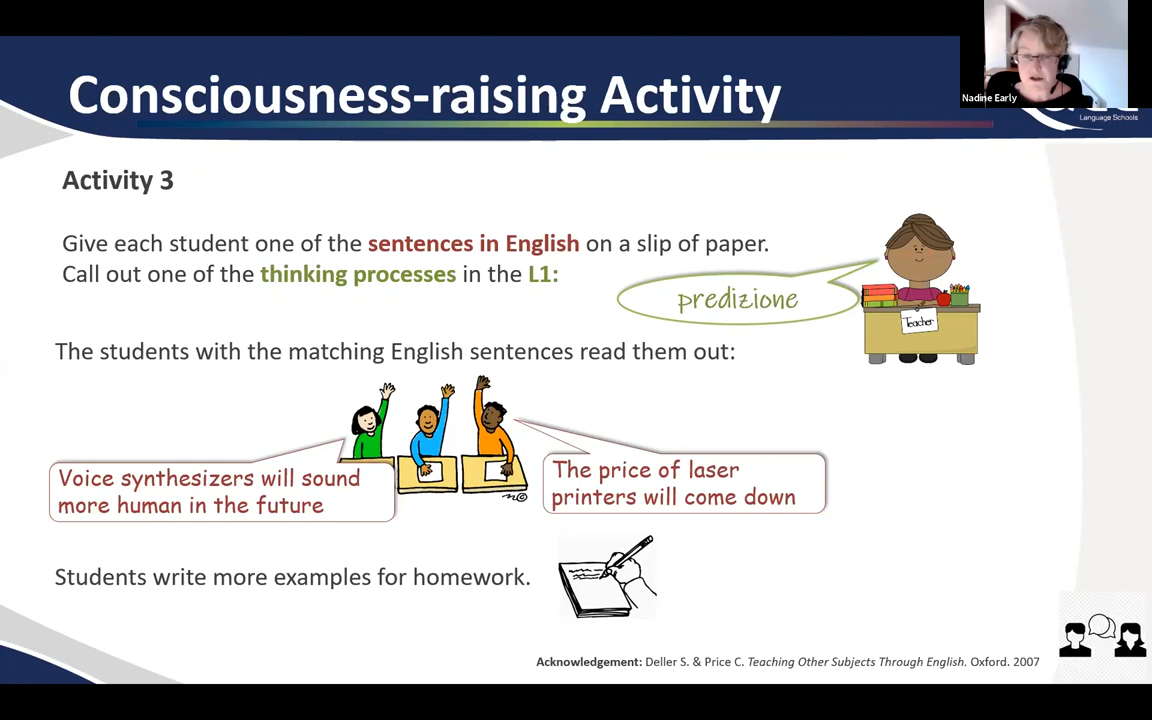 Consciousness-raising Activity
Nadine Early
Language Schools
Activity 3
Give each student one of the sentences in English on a slip of paper.
Call out one of the thinking processes in the L1:
predizione
Teacher
The students with the matching English sentences read them out:
Voice synthesizers will sound
more human in the future
The price of laser
printers will come down
Students write more examples for homework.
Acknowledgement: Deller S. & Price C. Teaching Other Subjects Through English. Oxford. 2007